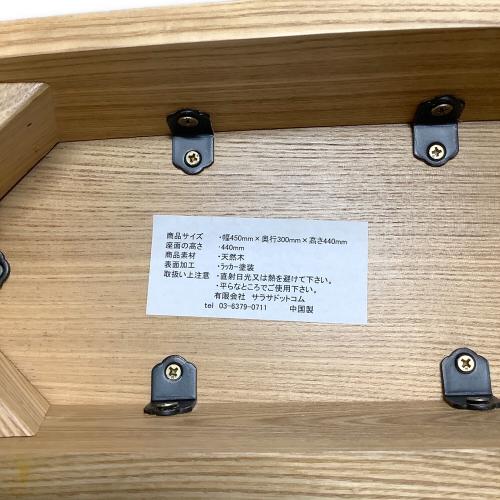 商品サイズ ・幅450mm×奥行300mm×高さ440mm
座面の高さ ・440mm
商品素材 ・天然木
表面加工 ・ラッカー塗装
取扱い上注意 ・直射日光又は熱を避けて下さい。
・平らなところでご使用下さい。
有限会社 サラサドットコム
tel 03-6379-0711 中国製